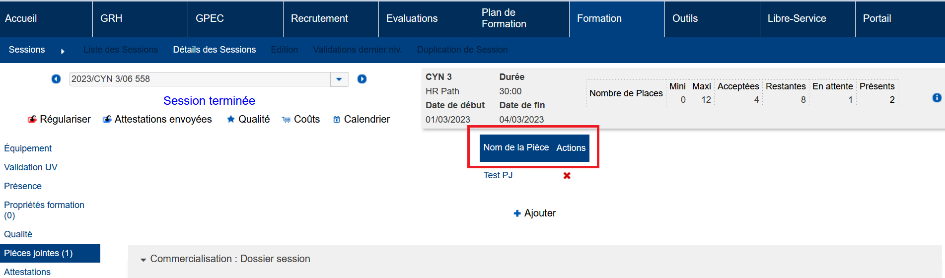 Accueil GRH GPEC Recrutement Evaluations Plan de Formation Formation Outils Libre-Service Portail
Sessions Liste des Sessions Détails des Sessions Edition Validations dernier niv. Duplication de Session
2023/CYN 3/06 558
Session terminée
Régulariser Attestations envoyées Qualité Coûts Calendrier
CYN 3 Durée
HR Path 30:00
Date de début Date de fin
01/03/2023 04/03/2023
Nombre de Places Mini Maxi Acceptées Restantes En attente Présents
0 12 4 8 1 2
Équipement
Validation UV
Présence
Propriétés formation
(0)
Qualité
Pièces jointes (1)
Attestations
Nom de la Pièce Actions
Test PJ
Ajouter
Commercialisation : Dossier session